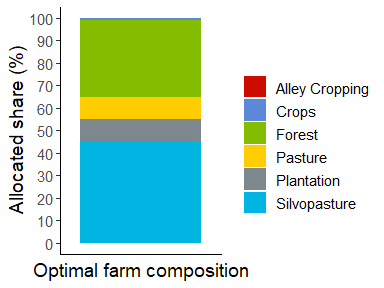 Allocated share (%)
100
90
80
70
60
50
40
30
20
10
0
Optimal farm composition
Alley Cropping
Crops
Forest
Pasture
Plantation
Silvopasture